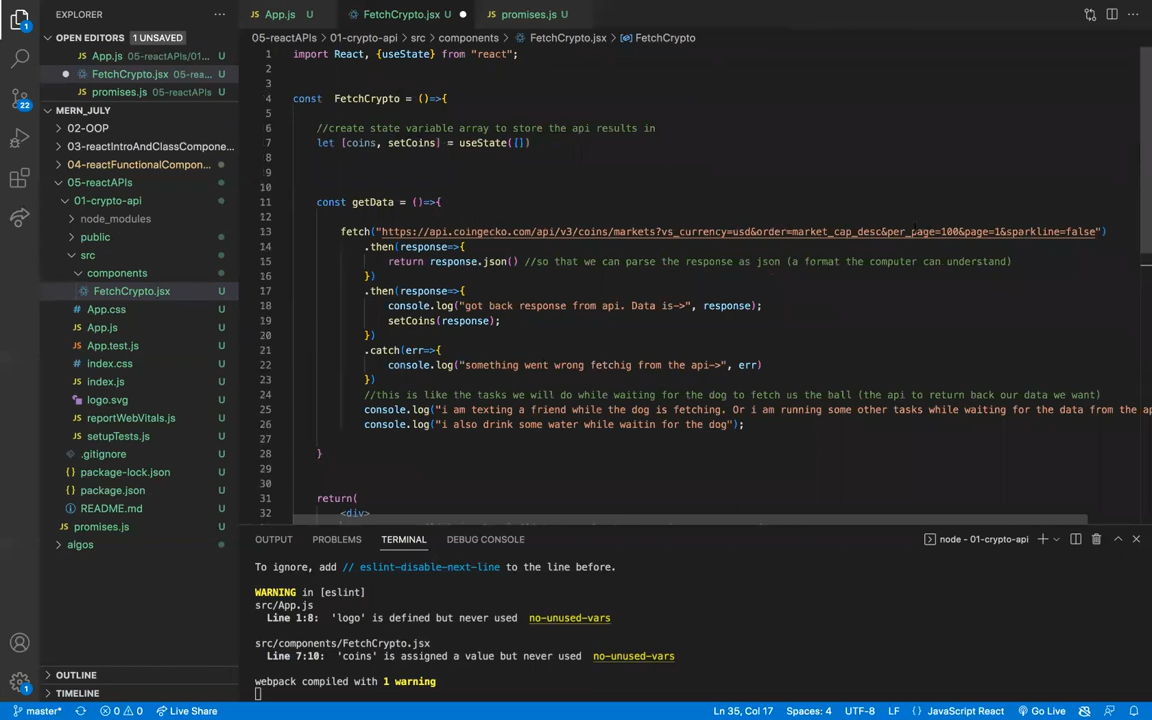 EXPLORER
OPEN EDITORS 1 UNSAVED
App.js 05-reactAPIs/01...
FetchCrypto.jsx 05-rea...
promises.js 05-reactAPIs
MERN_JULY
02-OOP
03-reactIntroAndClassCompone...
04-reactFunctionalCompon...
05-reactAPIs
01-crypto-api
node_modules
public
src
components
FetchCrypto.jsx U
App.css U
App.js U
App.test.js U
index.css U
index.js U
logo.svg U
reportWebVitals.js U
setupTests.js U
.gitignore U
package-lock.json U
package.json U
README.md U
promises.js U
algos
OUTLINE
TIMELINE
App.js U
FetchCrypto.jsx U
promises.js U
05-reactAPIs > 01-crypto-api > src > components > FetchCrypto.jsx > FetchCrypto
1 import React, {useState} from "react";
2
3
4 const FetchCrypto = ()=>{
5
6 //create state variable array to store the api results in
7 let [coins, setCoins] = useState([])
8
9
10
11 const getData = ()=>{
12
13 fetch("https://api.coingecko.com/api/v3/coins/markets?vs_currency=usd&order=market_cap_desc&per_page=100&page=1&sparkline=false")
14 .then(response=>{
15 return response.json() //so that we can parse the response as json (a format the computer can understand)
16 })
17 .then(response=>{
18 console.log("got back response from api. Data is->", response);
19 setCoins(response);
20 })
21 .catch(err=>{
22 console.log("something went wrong fetchig from the api->", err)
23 })
24 //this is like the tasks we will do while waiting for the dog to fetch us the ball (the api to return back our data we want)
25 console.log("i am texting a friend while the dog is fetching. Or i am running some other tasks while waiting for the data from the ap
26 console.log("i also drink some water while waitin for the dog");
27
28 }
29
30
31 return(
32 <div>
OUTPUT PROBLEMS TERMINAL DEBUG CONSOLE
node - 01-crypto-api
To ignore, add // eslint-disable-next-line to the line before.
WARNING in [eslint]
src/App.js
Line 1:8: 'logo' is defined but never used no-unused-vars
src/components/FetchCrypto.jsx
Line 7:10: 'coins' is assigned a value but never used no-unused-vars
webpack compiled with 1 warning
1
22
1
master* 0 0 Live Share
Ln 35, Col 17 Spaces: 4 UTF-8 LF {} JavaScript React Go Live